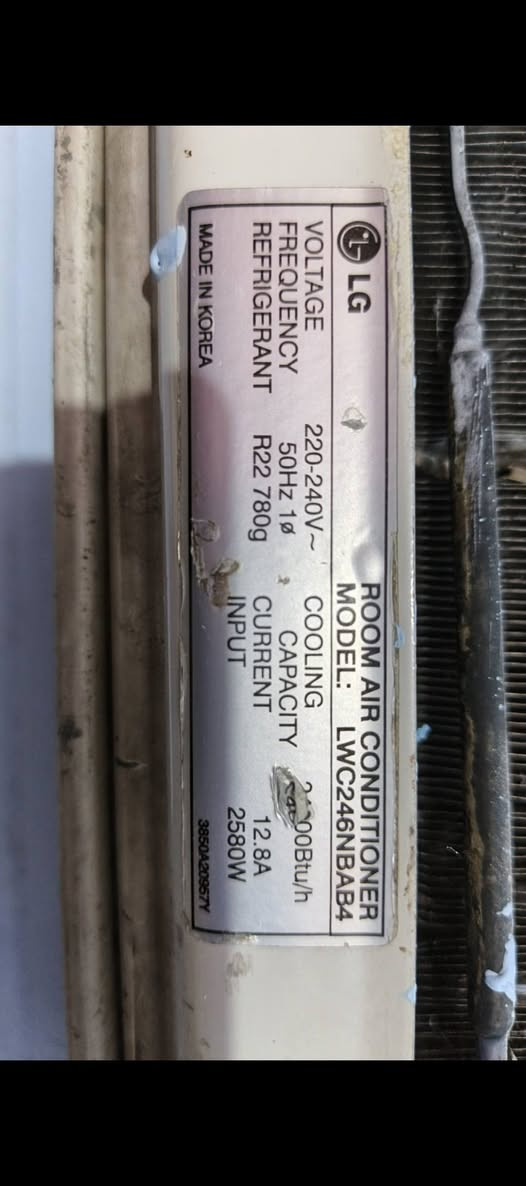 LG
ROOM AIR CONDITIONER
MODEL: LWC246NBAB4
VOLTAGE 220-240V~
FREQUENCY 50Hz 1ø
REFRIGERANT R22 780g
COOLING
CAPACITY 00Btu/h
CURRENT 12.8A
INPUT 2580W
MADE IN KOREA
3850A20957Y